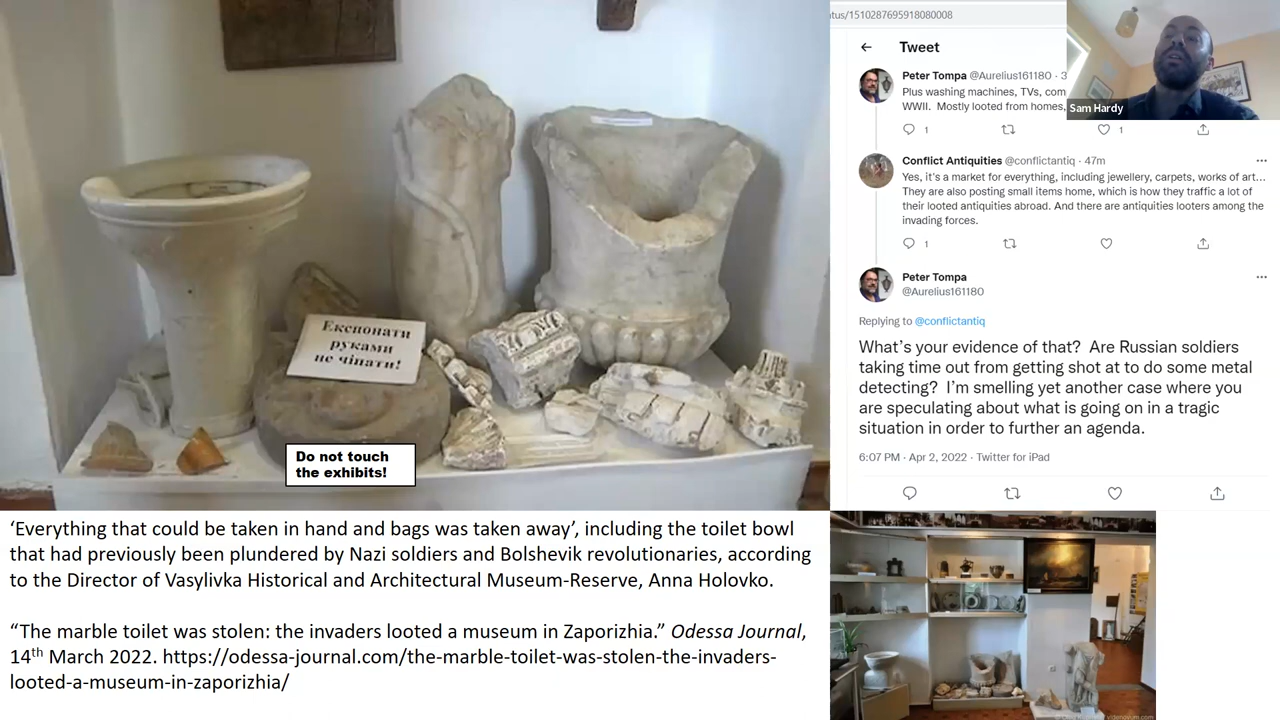 Експонати
руками
не чіпати!
Do not touch
the exhibits!
'Everything that could be taken in hand and bags was taken away', including the toilet bowl
that had previously been plundered by Nazi soldiers and Bolshevik revolutionaries, according
to the Director of Vasylivka Historical and Architectural Museum-Reserve, Anna Holovko.
"The marble toilet was stolen: the invaders looted a museum in Zaporizhia." Odessa Journal,
14th March 2022. https://odessa-journal.com/the-marble-toilet-was-stolen-the-invaders-
looted-a-museum-in-zaporizhia/
tus/1510287695918080008
Tweet
Peter Tompa @Aurelius161180 · 3
Plus washing machines, TVs, com
WWII. Mostly looted from homes,
1
1
Sam Hardy
Conflict Antiquities @conflictantiq · 47m
Yes, it's a market for everything, including jewellery, carpets, works of art...
They are also posting small items home, which is how they traffic a lot of
their looted antiquities abroad. And there are antiquities looters among the
invading forces.
1
Peter Tompa
@Aurelius161180
Replying to @conflictantiq
What's your evidence of that? Are Russian soldiers
taking time out from getting shot at to do some metal
detecting? I'm smelling yet another case where you
are speculating about what is going on in a tragic
situation in order to further an agenda.
6:07 PM · Apr 2, 2022 · Twitter for iPad